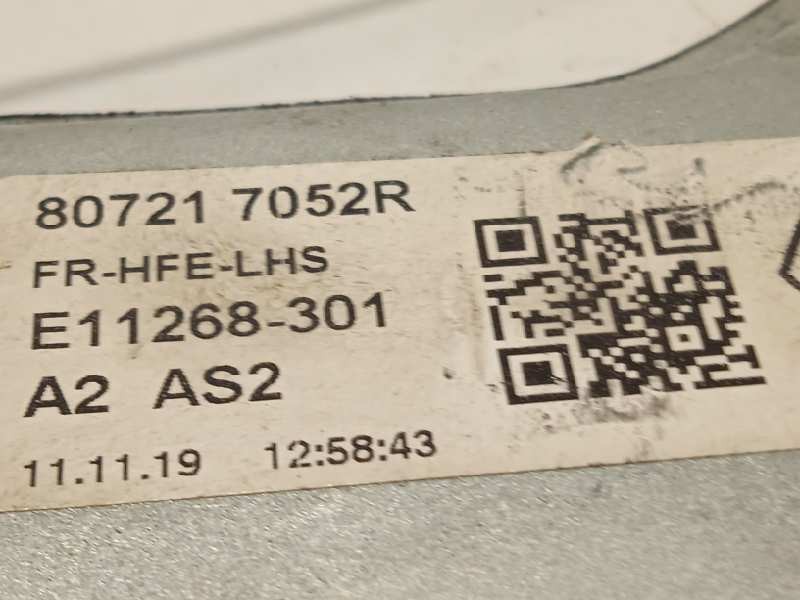 80721 7052R
FR-HFE-LHS
E11268-301
A2 AS2
11.11.19 12:58:43